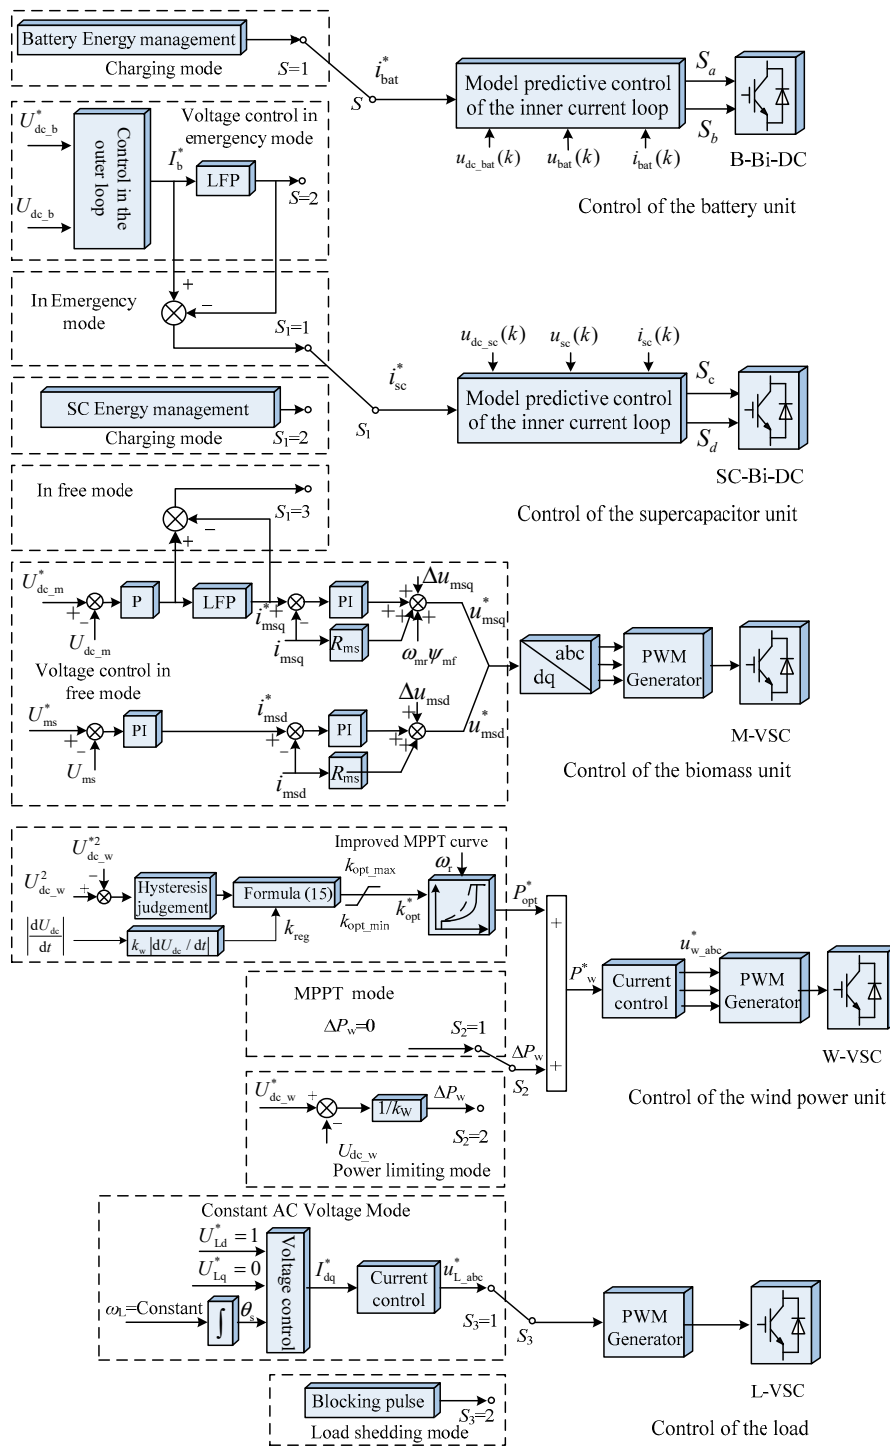 Battery Energy management
Charging mode
S=1
S
i*bat
Model predictive control
of the inner current loop
Sa
Sb
udc_bat(k)
ubat(k)
ibat(k)
B-Bi-DC
Control of the battery unit
U*dc_b
Udc_b
Control in the
outer loop
I*b
Voltage control in
emergency mode
LFP
S=2
+
−
In Emergency
mode
S1=1
S1
i*sc
udc_sc(k)
usc(k)
isc(k)
Model predictive control
of the inner current loop
Sc
Sd
SC-Bi-DC
Control of the supercapacitor unit
SC Energy management
Charging mode
S1=2
In free mode
S1=3
−
+
U*dc_m
+
−
Udc_m
P
LFP
i*msq
+
−
imsq
PI
Rms
+
+
+
+
Δumsq
ωmrψmf
u*msq
Voltage control in
free mode
U*ms
+
−
Ums
PI
i*msd
+
−
imsd
PI
Rms
+
+
+
Δumsd
u*msd
abc
dq
PWM
Generator
M-VSC
Control of the biomass unit
U*2dc_w
U2dc_w
−
+
Hysteresis
judgement
Formula (15)
|dUdc/dt|
kw|dUdc / dt|
kreg
kopt_max
kopt_min
k*opt
Improved MPPT curve
ωr
P*opt
+
+
P*w
Current
control
u*w_abc
PWM
Generator
W-VSC
Control of the wind power unit
MPPT mode
ΔPw=0
S2=1
ΔPw
S2
U*dc_w
+
−
Udc_w
1/kW
ΔPw
S2=2
Power limiting mode
Constant AC Voltage Mode
U*Ld = 1
U*Lq = 0
ωL=Constant
∫
θs
Voltage control
I*dq
Current
control
u*L_abc
S3=1
S3
PWM
Generator
L-VSC
Control of the load
Blocking pulse
Load shedding mode
S3=2